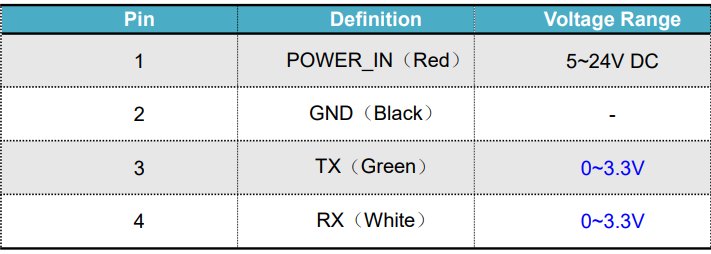 Pin Definition Voltage Range
1 POWER_IN（Red） 5~24V DC
2 GND（Black） -
3 TX（Green） 0~3.3V
4 RX（White） 0~3.3V